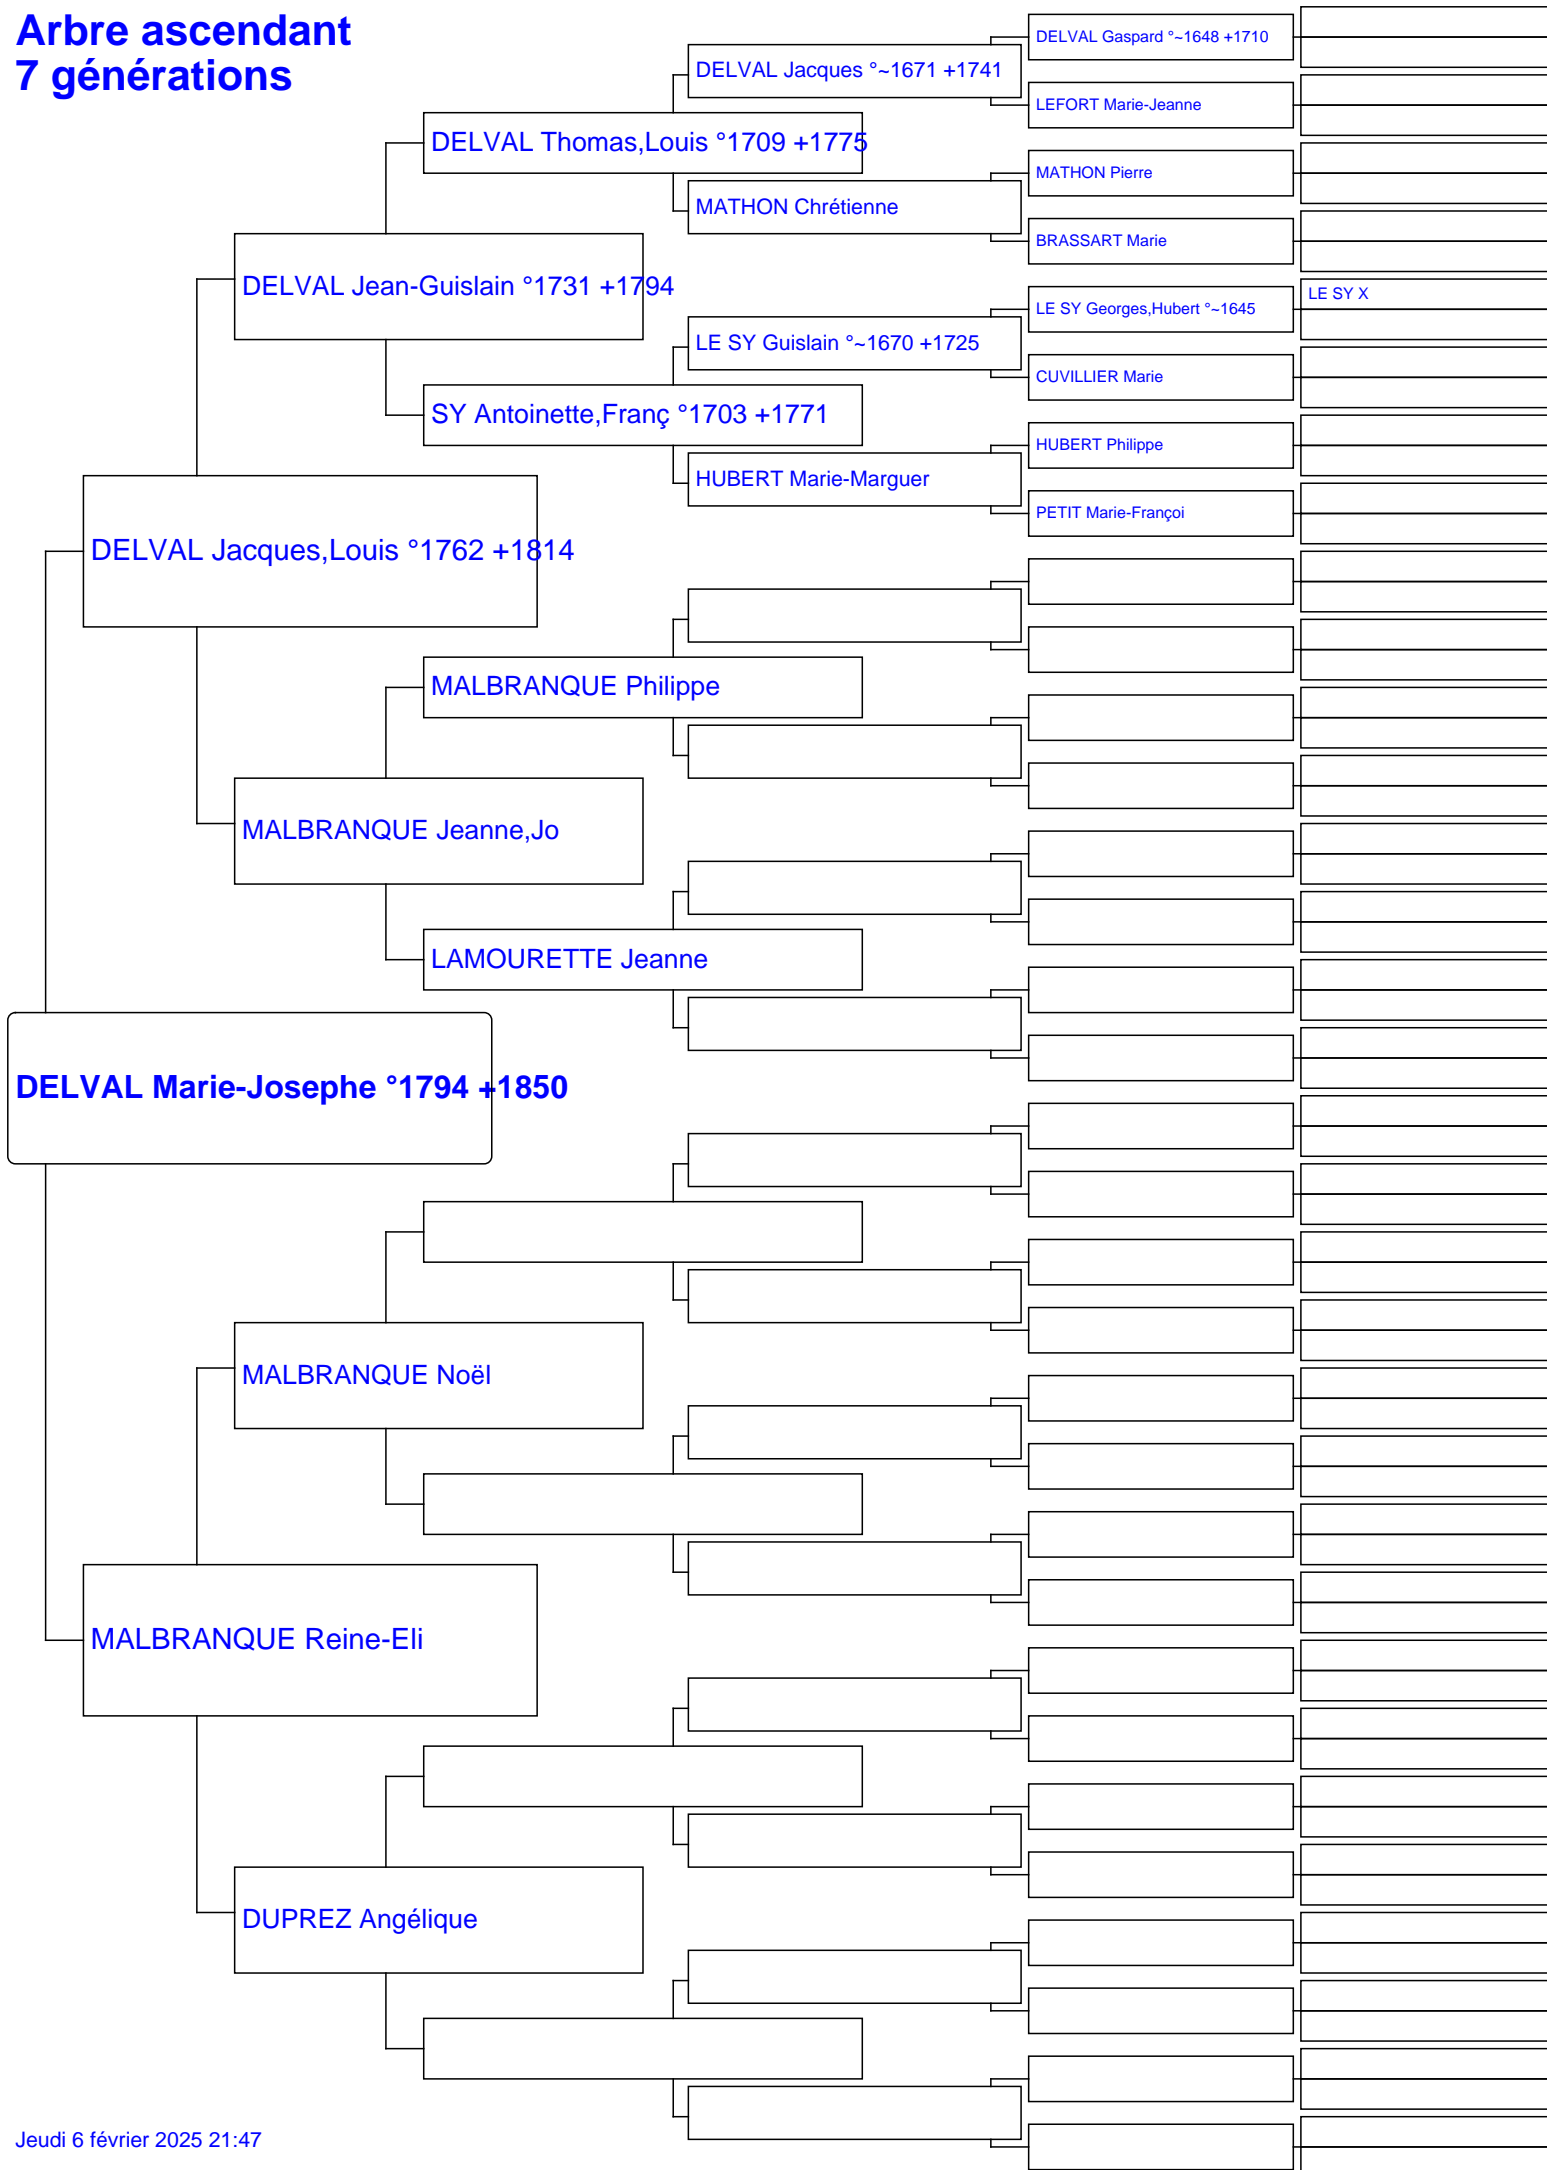 Arbre ascendant
7 générations
DELVAL Gaspard °~1648 +1710
DELVAL Jacques °~1671 +1741
LEFORT Marie-Jeanne
DELVAL Thomas,Louis °1709 +1775
MATHON Pierre
MATHON Chrétienne
BRASSART Marie
DELVAL Jean-Guislain °1731 +1794
LE SY X
LE SY Georges,Hubert °~1645
LE SY Guislain °~1670 +1725
CUVILLIER Marie
SY Antoinette,Franç °1703 +1771
HUBERT Philippe
HUBERT Marie-Marguer
PETIT Marie-Françoi
DELVAL Jacques,Louis °1762 +1814
MALBRANQUE Philippe
MALBRANQUE Jeanne,Jo
LAMOURETTE Jeanne
DELVAL Marie-Josephe °1794 +1850
MALBRANQUE Noël
MALBRANQUE Reine-Eli
DUPREZ Angélique
Jeudi 6 février 2025 21:47